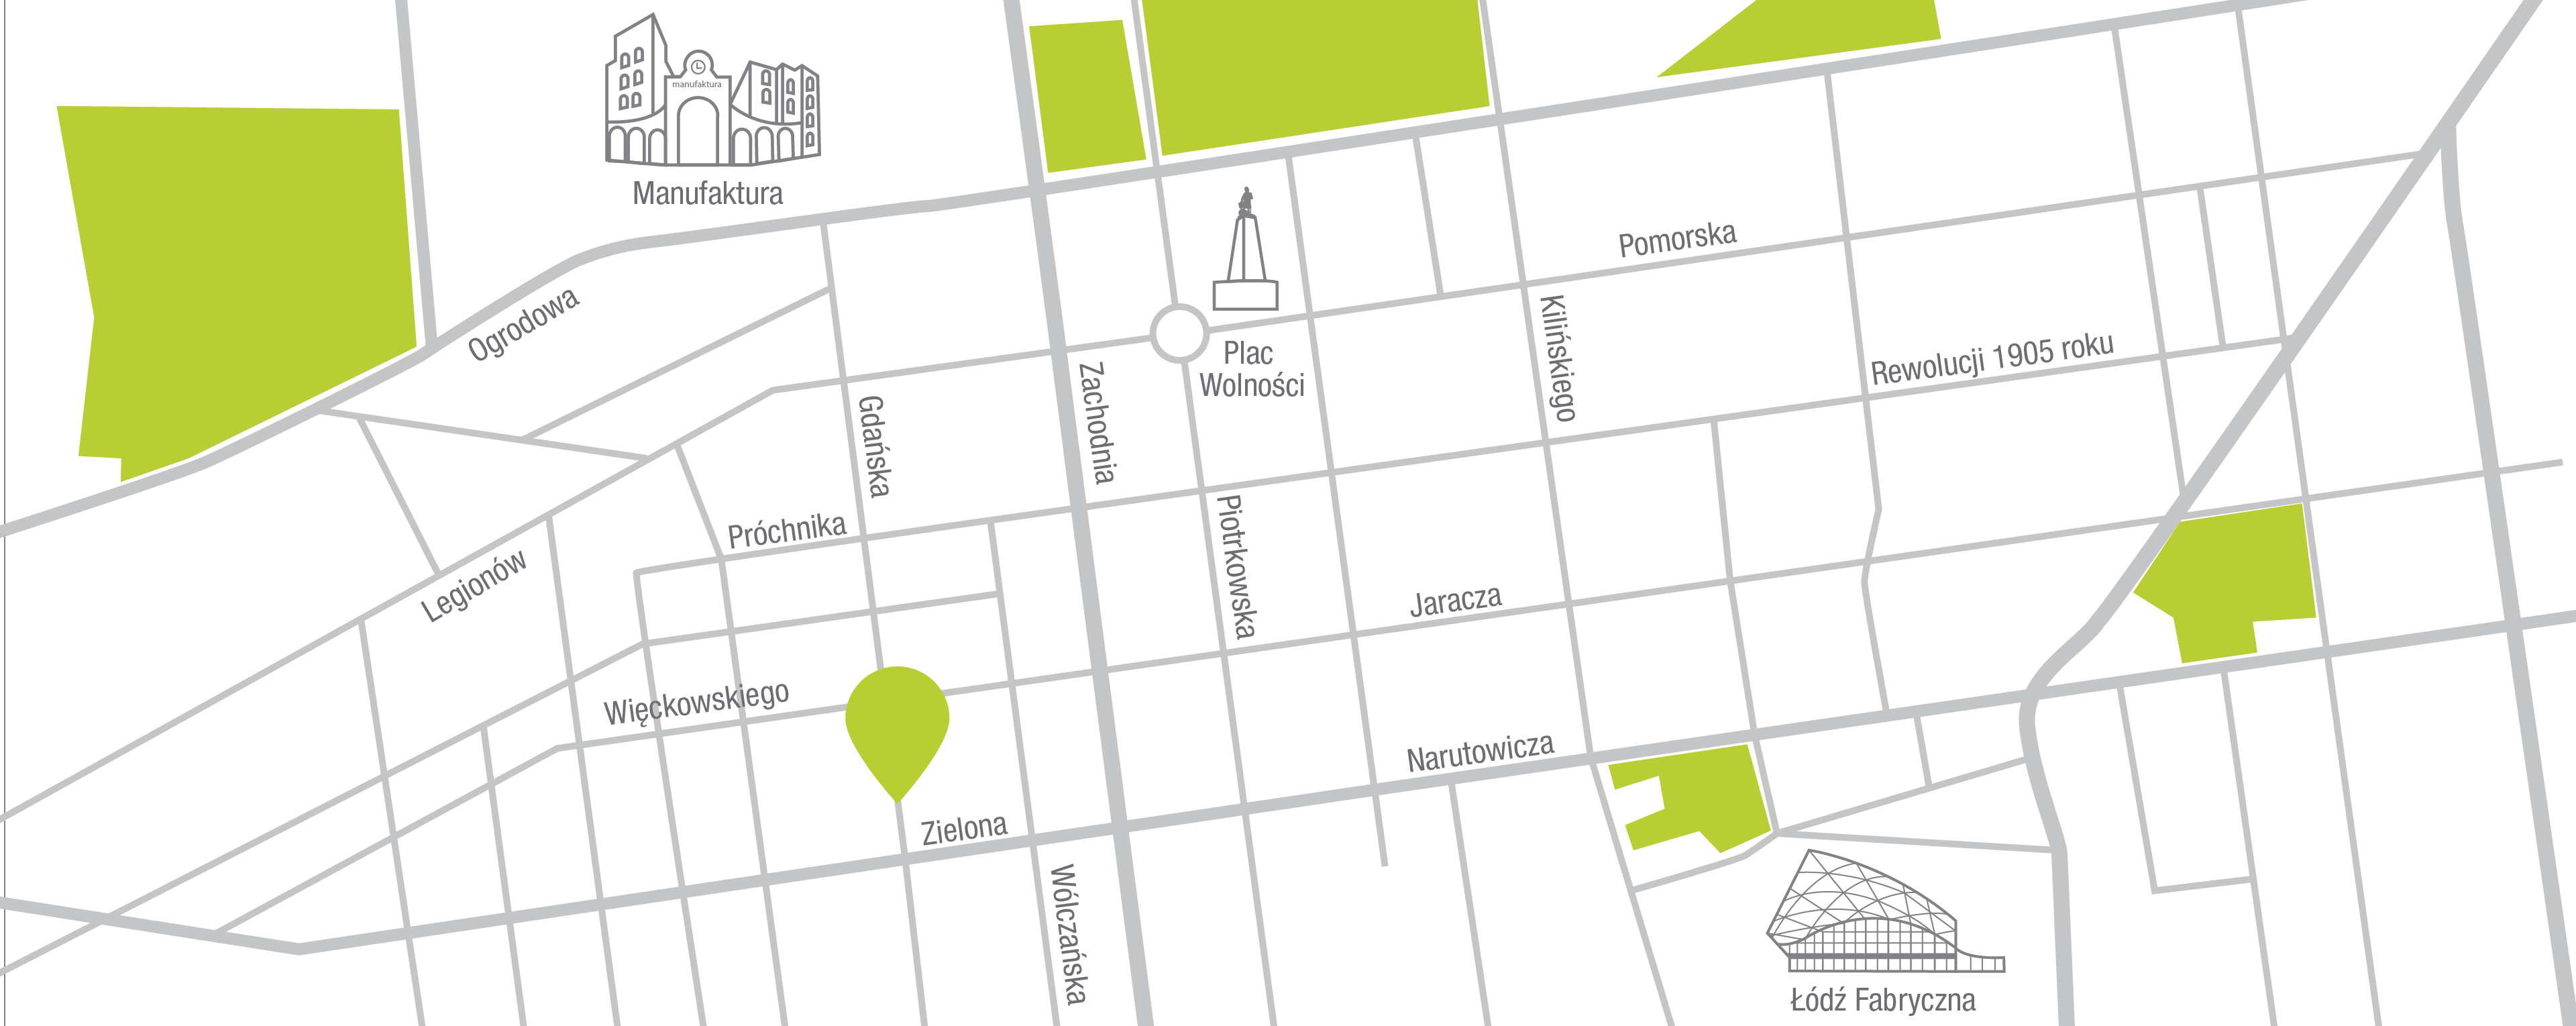 manufaktura
Manufaktura
Ogrodowa
Pomorska
Plac
Wolności
Kilińskiego
Rewolucji 1905 roku
Zachodnia
Gdańska
Próchnika
Piotrkowska
Legionów
Jaracza
Więckowskiego
Narutowicza
Zielona
Wólczańska
Łódź Fabryczna